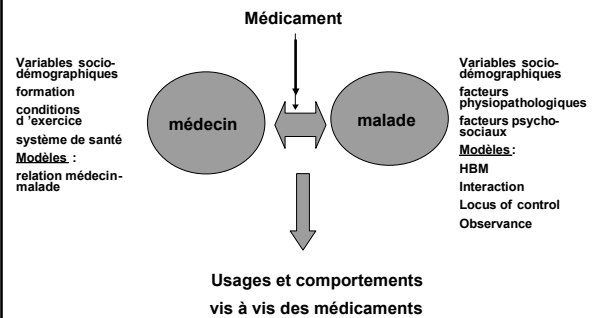 Médicament
Variables socio-
démographiques
formation
conditions
d ’exercice
système de santé
Modèles :
relation médecin-
malade
médecin
malade
Variables socio-
démographiques
facteurs
physiopathologiques
facteurs psycho-
sociaux
Modèles :
HBM
Interaction
Locus of control
Observance
Usages et comportements
vis à vis des médicaments